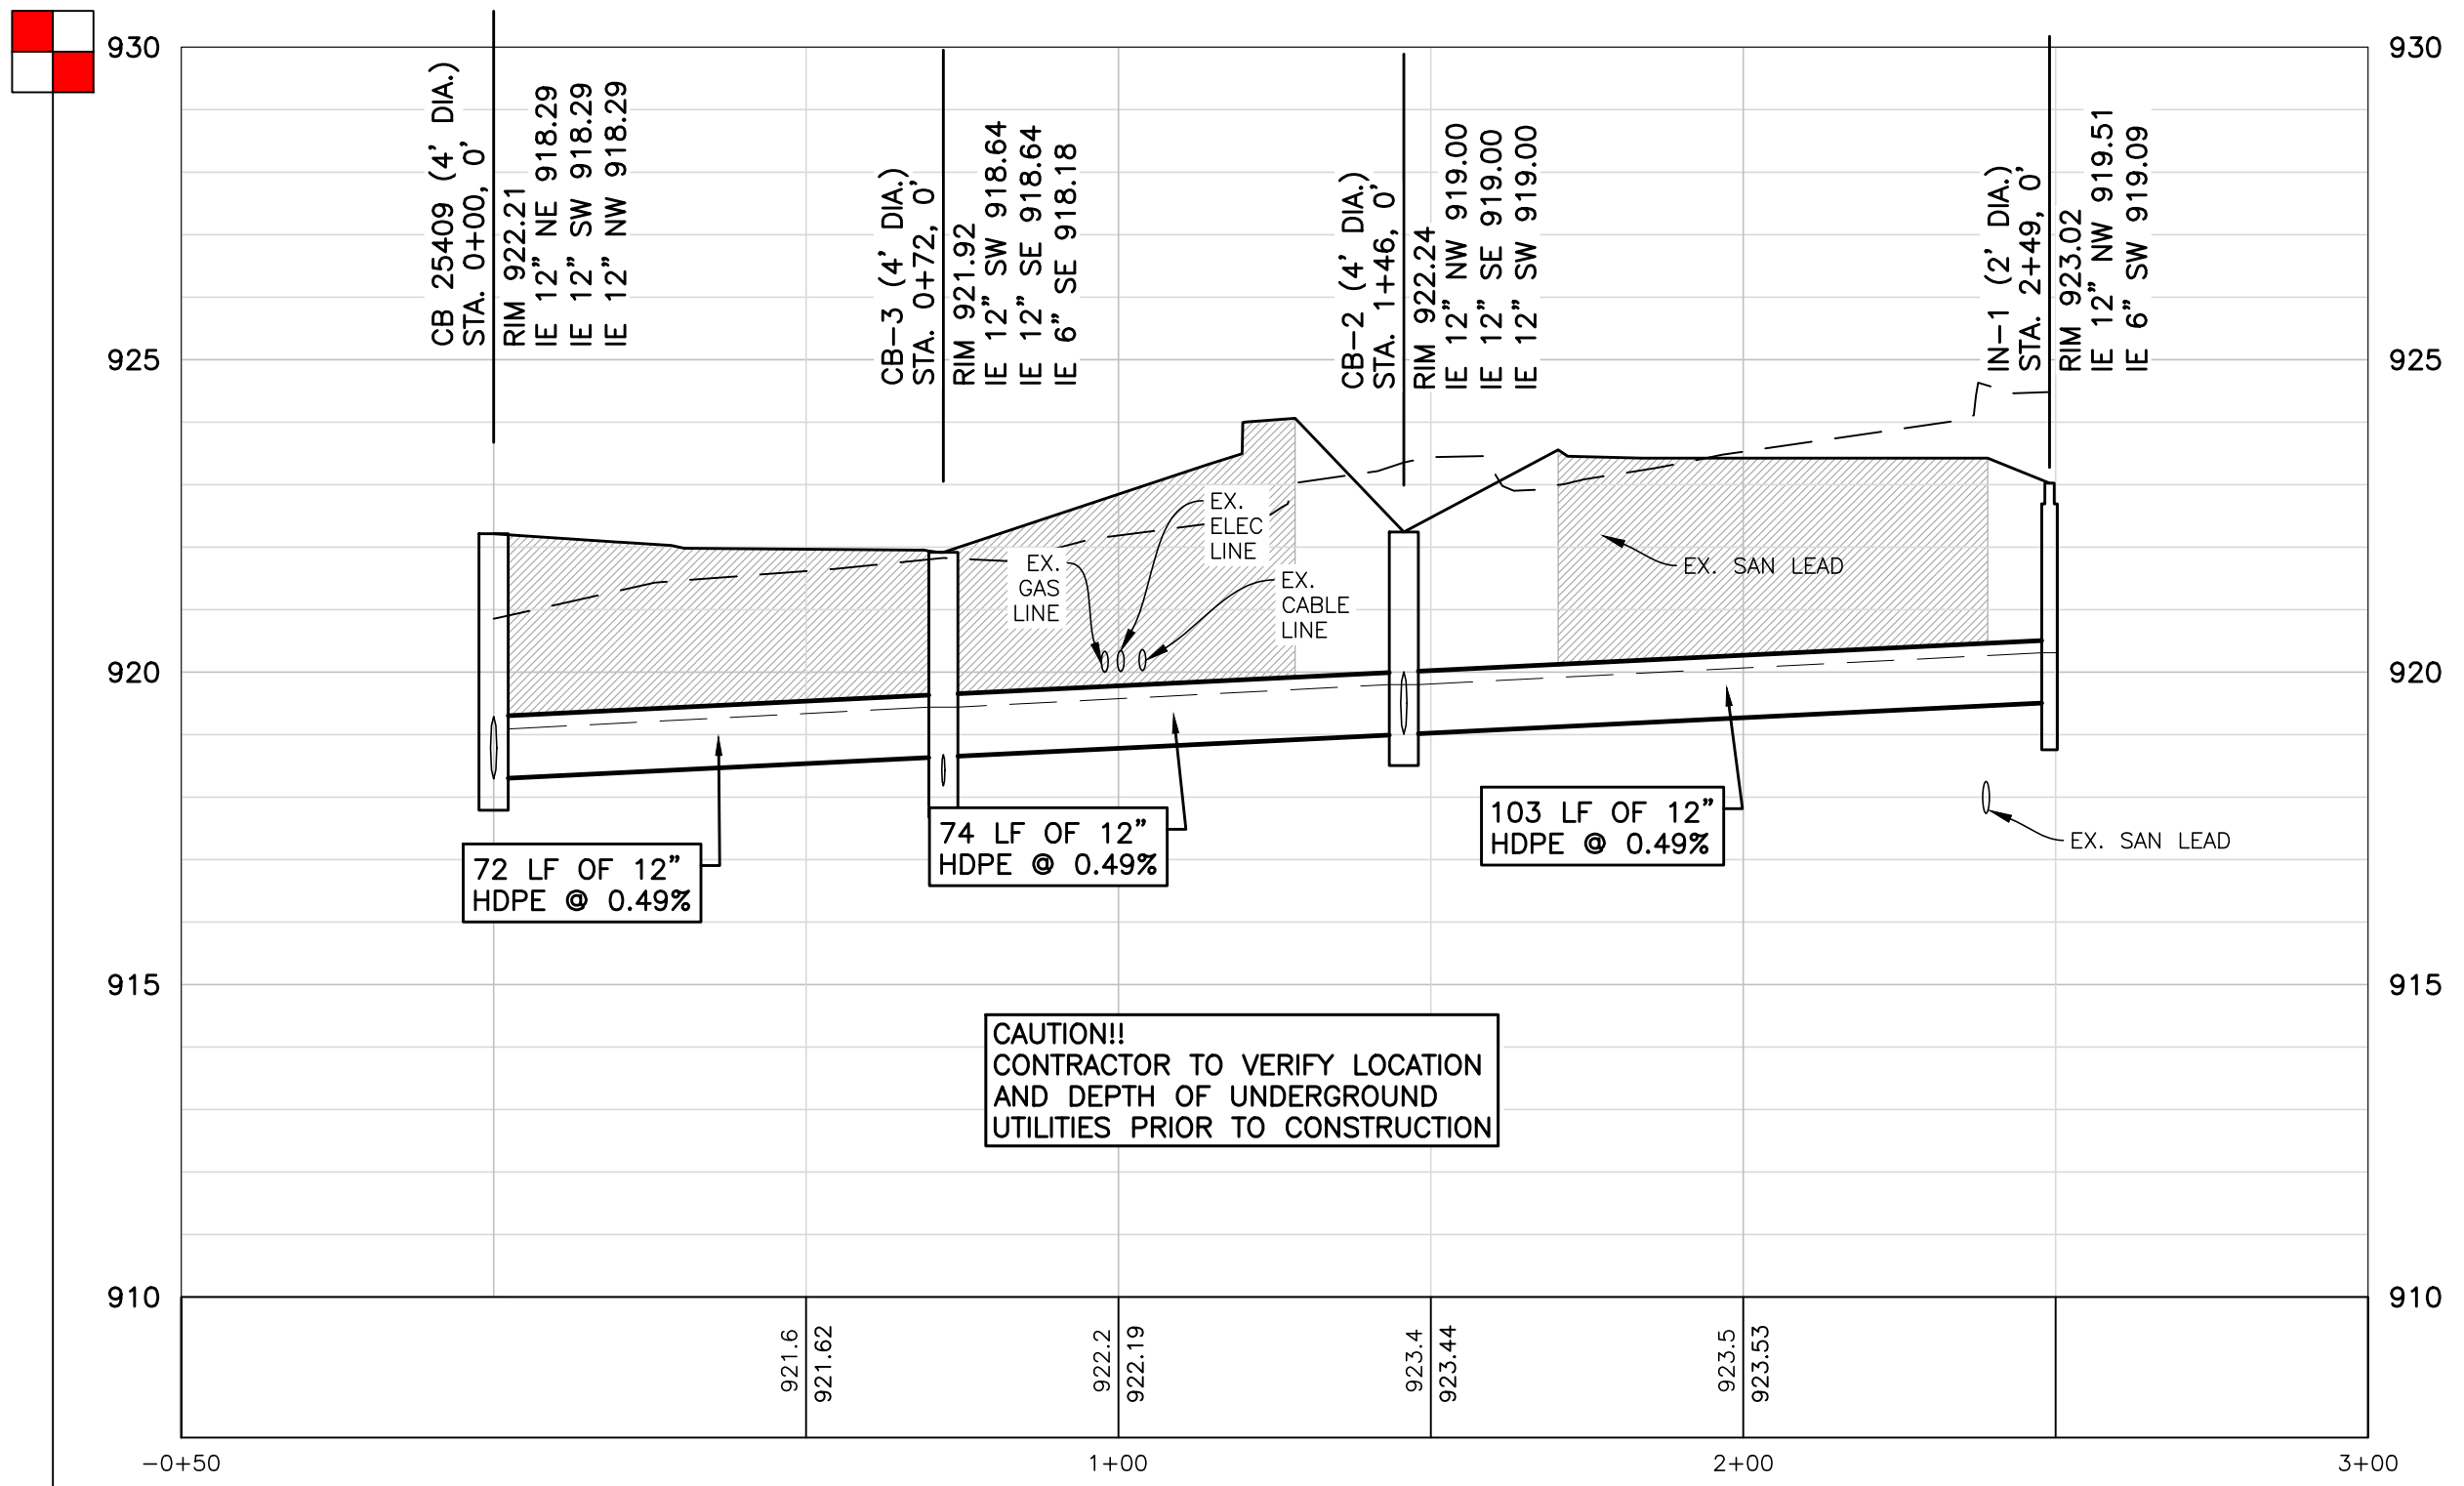 930
930
925
925
920
920
915
915
910
910
CB 25409 (4' DIA.)
STA. 0+00, 0'
RIM 922.21
IE 12" NE 918.29
IE 12" SW 918.29
IE 12" NW 918.29
CB-3 (4' DIA.)
STA. 0+72, 0'
RIM 921.92
IE 12" SW 918.64
IE 12" SE 918.64
IE 6" SE 918.18
CB-2 (4' DIA.)
STA. 1+46, 0'
RIM 922.24
IE 12" NW 919.00
IE 12" SE 919.00
IE 12" SW 919.00
IN-1 (2' DIA.)
STA. 2+49, 0'
RIM 923.02
IE 12" NW 919.51
IE 6" SW 919.09
EX.
GAS
LINE
EX.
ELEC
LINE
EX.
CABLE
LINE
EX. SAN LEAD
EX. SAN LEAD
72 LF OF 12"
HDPE @ 0.49%
74 LF OF 12"
HDPE @ 0.49%
103 LF OF 12"
HDPE @ 0.49%
CAUTION!!
CONTRACTOR TO VERIFY LOCATION
AND DEPTH OF UNDERGROUND
UTILITIES PRIOR TO CONSTRUCTION
921.6
921.62
922.2
922.19
923.4
923.44
923.5
923.53
-0+50
1+00
2+00
3+00